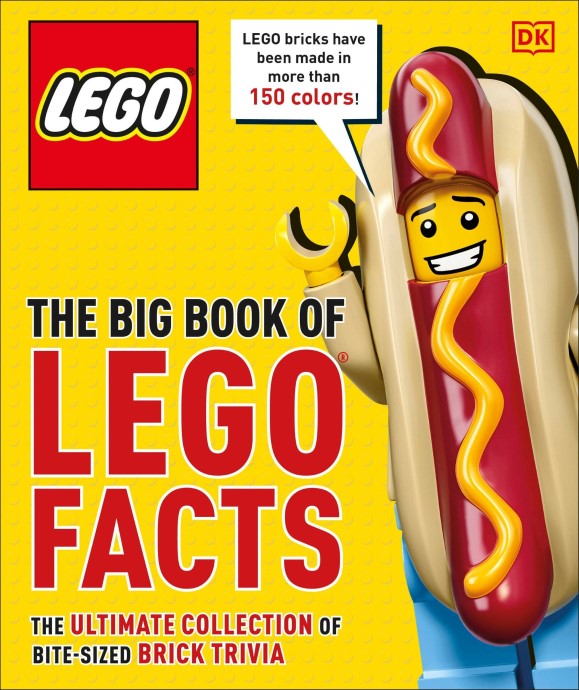 LEGO®
LEGO bricks have
been made in
more than
150 colors!
DK
THE BIG BOOK OF
LEGO®
FACTS
THE ULTIMATE COLLECTION OF
BITE-SIZED BRICK TRIVIA